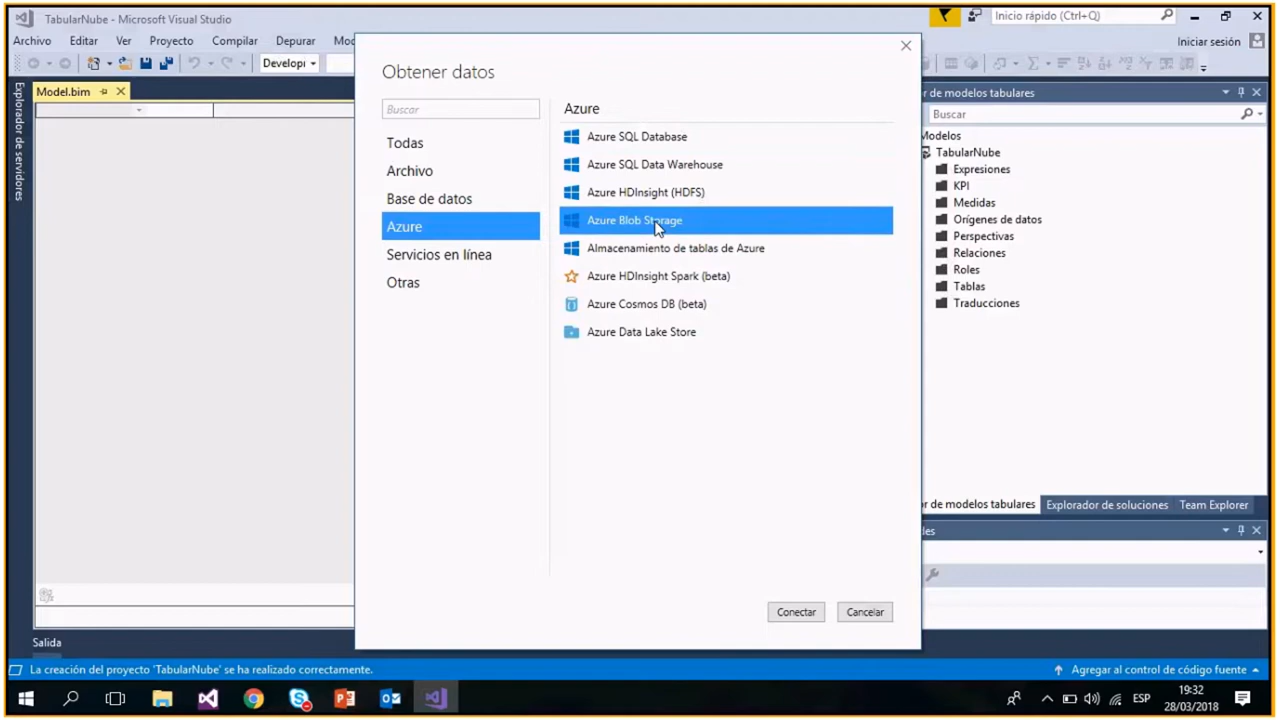 TabularNube - Microsoft Visual Studio
Inicio rápido (Ctrl+Q)
Archivo Editar Ver Proyecto Compilar Depurar
Iniciar sesión
Developi
Model.bim
Explorador de servidores
Obtener datos
Buscar
Todas
Archivo
Base de datos
Azure
Servicios en línea
Otras
Azure
Azure SQL Database
Azure SQL Data Warehouse
Azure HDInsight (HDFS)
Azure Blob Storage
Almacenamiento de tablas de Azure
Azure HDInsight Spark (beta)
Azure Cosmos DB (beta)
Azure Data Lake Store
Conectar Cancelar
de modelos tabulares
Buscar
Modelos
TabularNube
Expresiones
KPI
Medidas
Orígenes de datos
Perspectivas
Relaciones
Roles
Tablas
Traducciones
de modelos tabulares Explorador de soluciones Team Explorer
Salida
La creación del proyecto 'TabularNube' se ha realizado correctamente.
Agregar al control de código fuente
ESP
19:32
28/03/2018